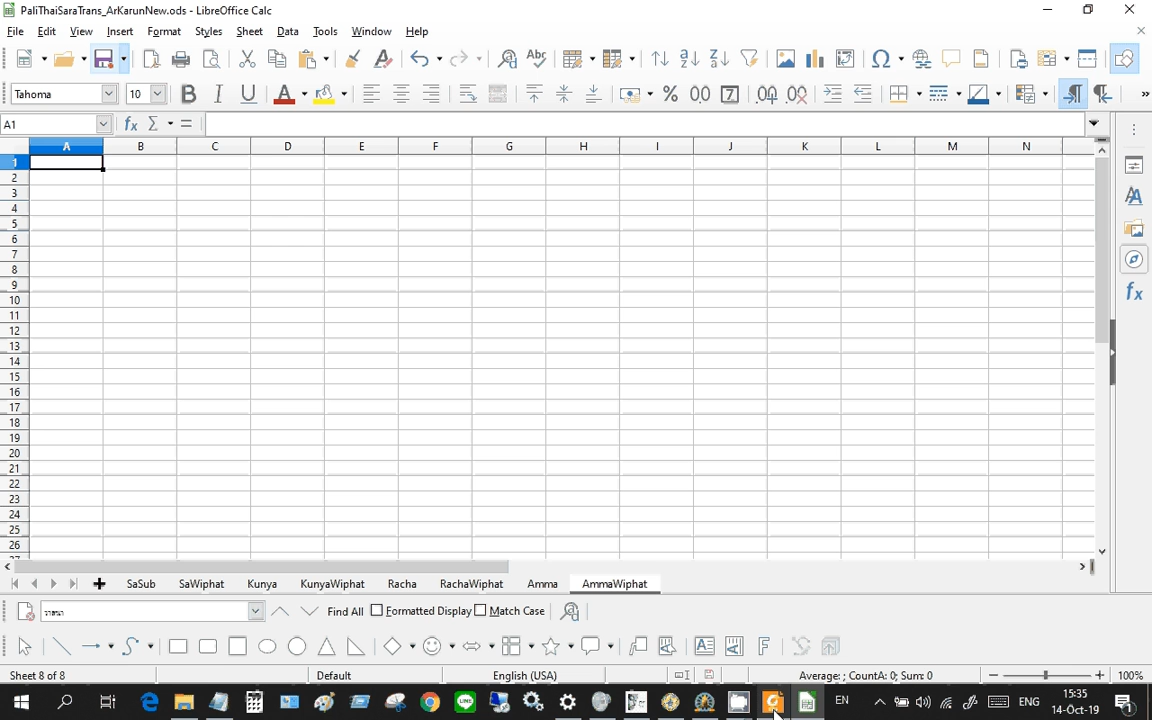 PaliThaiSaraTrans_ArKarunNew.ods - LibreOffice Calc
File Edit View Insert Format Styles Sheet Data Tools Window Help
Tahoma 10
A1
A B C D E F G H I J K L M N
1
2
3
4
5
6
7
8
9
10
11
12
13
14
15
16
17
18
19
20
21
22
23
24
25
26
27
SaSub SaWiphat Kunya KunyaWiphat Racha RachaWiphat Amma AmmaWiphat
Find All Formatted Display Match Case
Sheet 8 of 8 Default English (USA) Average: ; CountA: 0; Sum: 0 100%
EN ENG 15:35
14-Oct-19